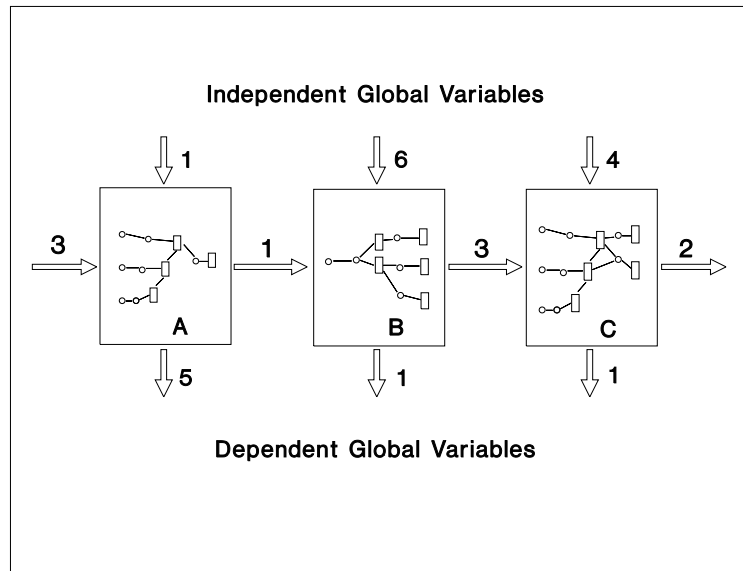 Independent Global Variables
1 6 4
3 1 3 2
A B C
5 1 1
Dependent Global Variables